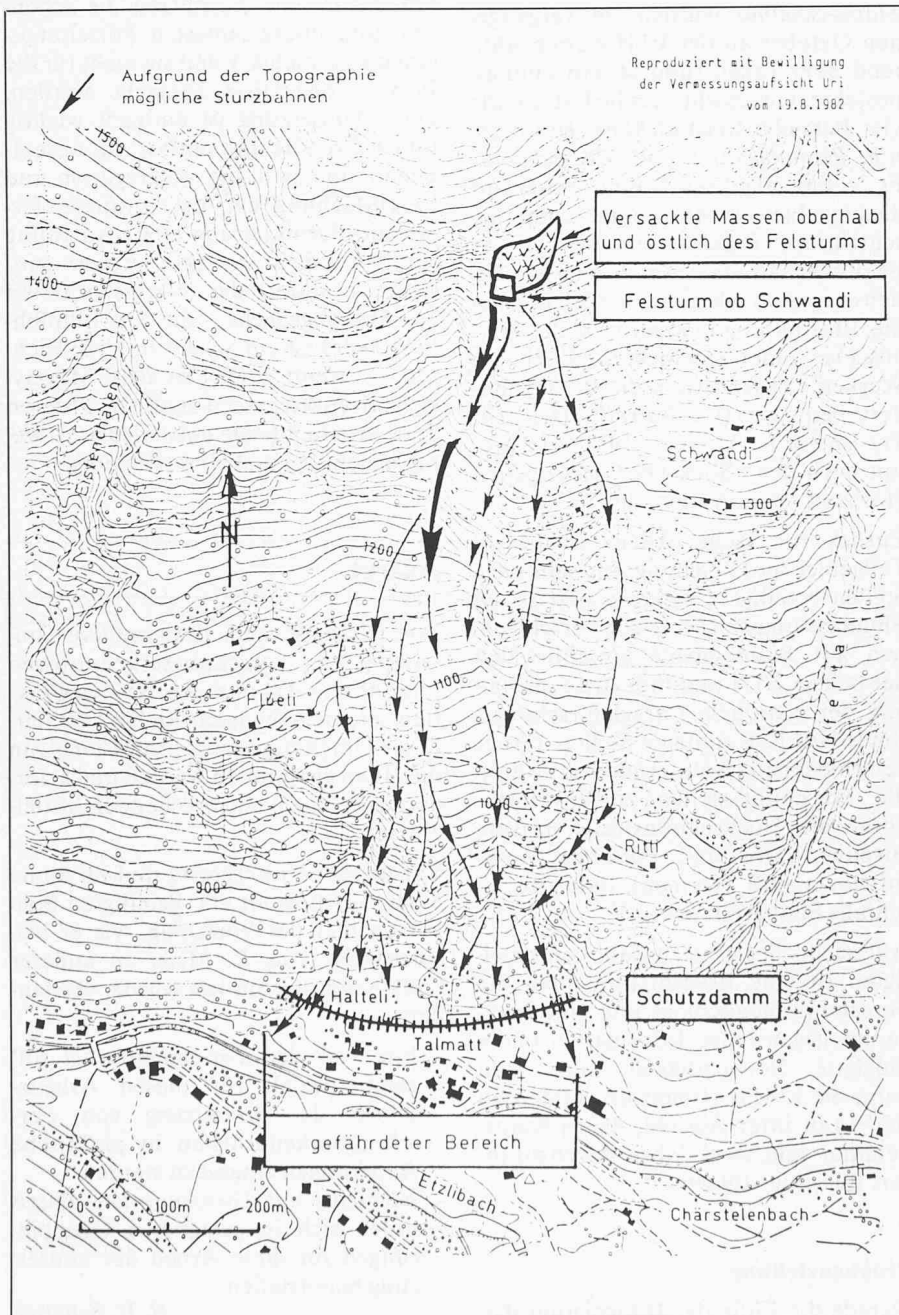 Aufgrund der Topographie
mögliche Sturzbahnen
Reproduziert mit Bewilligung
der Vermessungsaufsicht Uri
vom 19.8.1982
1500
Versackte Massen oberhalb
und östlich des Felsturms
1400
Felsturm ob Schwandi
Schwandi
1300
N
1200
1100
Flüeli
1000
Rittl
900
Halteli
Schutzdamm
Talmatt
gefährdeter Bereich
Etzlibach
0 100m 200m
Chärstelenbach